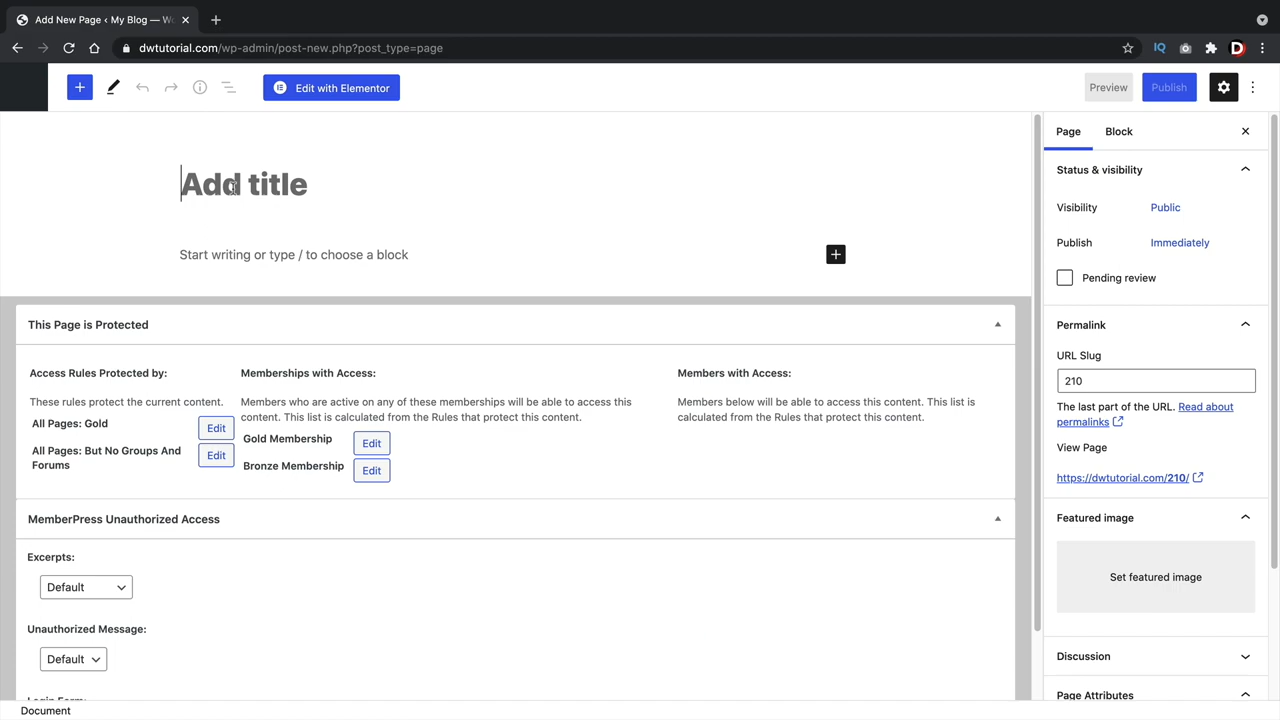 Add New Page ‹ My Blog — Wo
dwtutorial.com/wp-admin/post-new.php?post_type=page
IQ
D
Edit with Elementor
Preview
Publish
Page
Block
Add title
Start writing or type / to choose a block
Status & visibility
Visibility
Public
Publish
Immediately
Pending review
Permalink
URL Slug
210
The last part of the URL. Read about
permalinks
View Page
https://dwtutorial.com/210/
Featured image
Set featured image
Discussion
Page Attributes
This Page is Protected
Access Rules Protected by:
These rules protect the current content.
All Pages: Gold
Edit
All Pages: But No Groups And
Forums
Edit
Memberships with Access:
Members who are active on any of these memberships will be able to access this
content. This list is calculated from the Rules that protect this content.
Gold Membership
Edit
Bronze Membership
Edit
Members with Access:
Members below will be able to access this content. This list is
calculated from the Rules that protect this content.
MemberPress Unauthorized Access
Excerpts:
Default
Unauthorized Message:
Default
Login Form:
Document